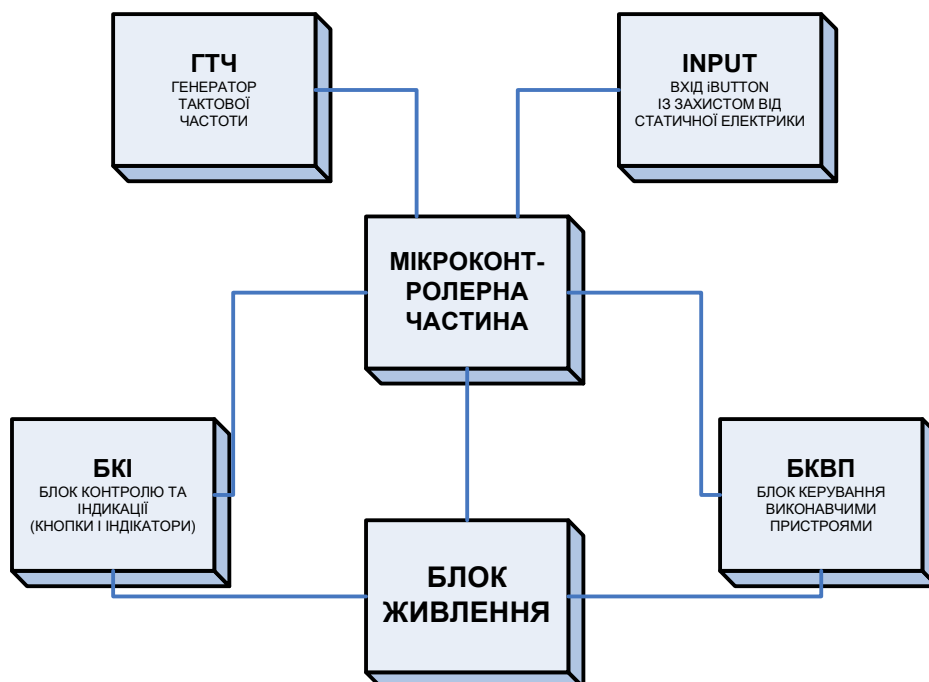 ГТЧ
ГЕНЕРАТОР
ТАКТОВОЇ
ЧАСТОТИ
INPUT
ВХІД iBUTTON
ІЗ ЗАХИСТОМ ВІД
СТАТИЧНОЇ ЕЛЕКТРИКИ
МІКРОКОНТ-
РОЛЕРНА
ЧАСТИНА
БКІ
БЛОК КОНТРОЛЮ ТА
ІНДИКАЦІЇ
(КНОПКИ І ІНДІКАТОРИ)
БКВП
БЛОК КЕРУВАННЯ
ВИКОНАВЧИМИ
ПРИСТРОЯМИ
БЛОК
ЖИВЛЕННЯ